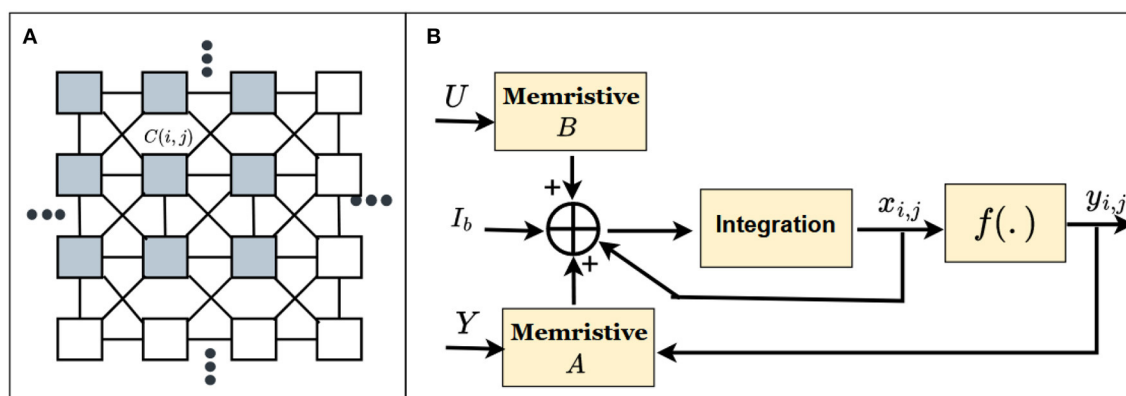 A
C(i, j)
B
U
Memristive
B
+
I_b
Integration
x_{i,j}
f(.)
y_{i,j}
+
Y
Memristive
A